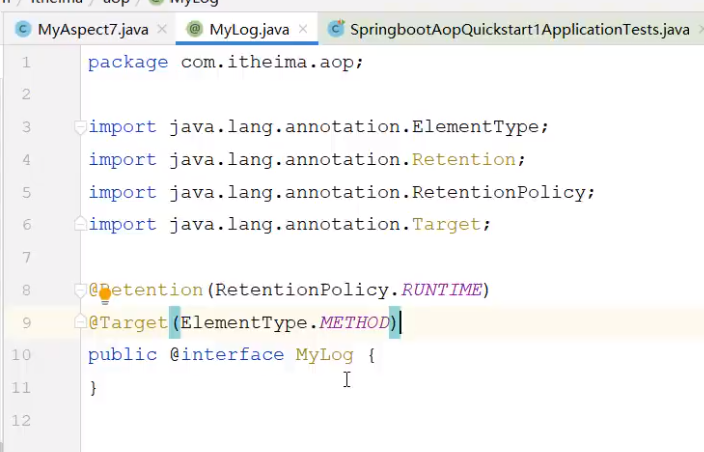 itheima aop MyLog
MyAspect7.java MyLog.java SpringbootAopQuickstart1ApplicationTests.java
1 package com.itheima.aop;
2
3 import java.lang.annotation.ElementType;
4 import java.lang.annotation.Retention;
5 import java.lang.annotation.RetentionPolicy;
6 import java.lang.annotation.Target;
7
8 @Retention(RetentionPolicy.RUNTIME)
9 @Target(ElementType.METHOD)
10 public @interface MyLog {
11 }
12